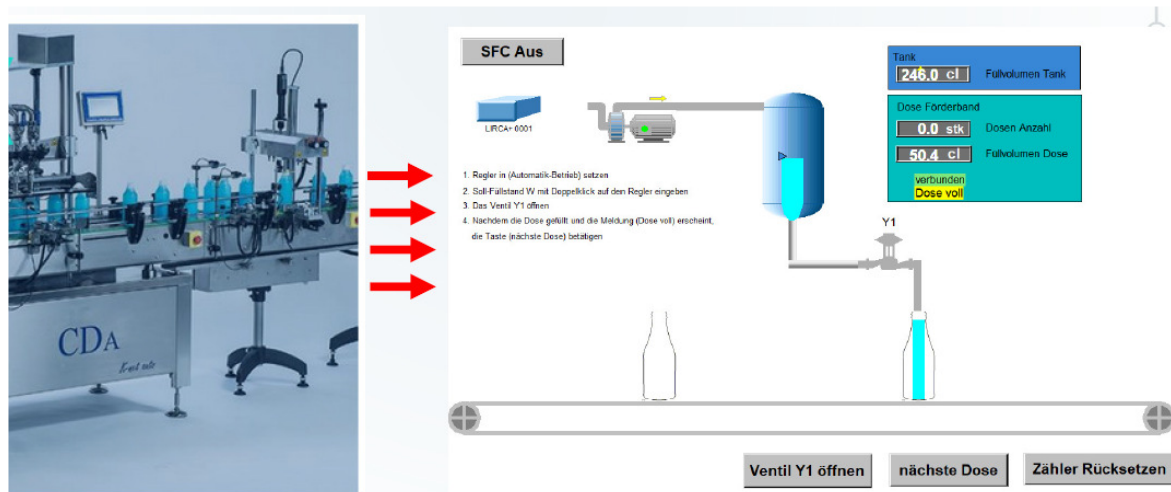 SFC Aus
LIRCA+ 0001
1. Regler in (Automatik-Betrieb) setzen
2. Soll-Füllstand W mit Doppelklick auf den Regler eingeben
3. Das Ventil Y1 öffnen
4. Nachdem die Dose gefüllt und die Meldung (Dose voll) erscheint,
die Taste (nächste Dose) betätigen
Tank
246.0 cl Füllvolumen Tank
Dose Förderband
0.0 stk Dosen Anzahl
50.4 cl Füllvolumen Dose
verbunden
Dose voll
Y1
CDA
Ventil Y1 öffnen
nächste Dose
Zähler Rücksetzen